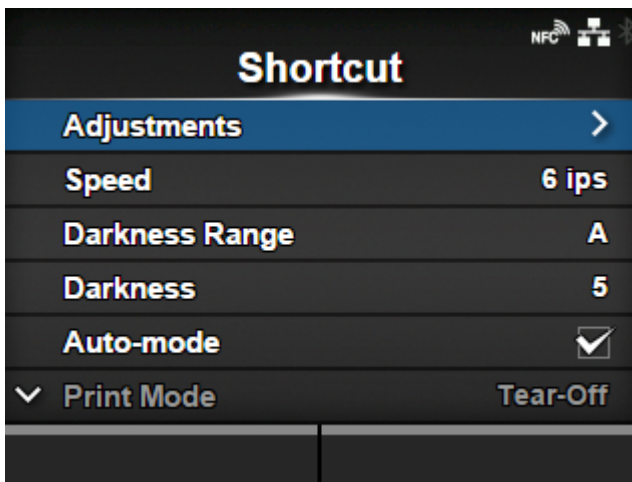 NFC
Shortcut
Adjustments
Speed 6 ips
Darkness Range A
Darkness 5
Auto-mode
Print Mode Tear-Off